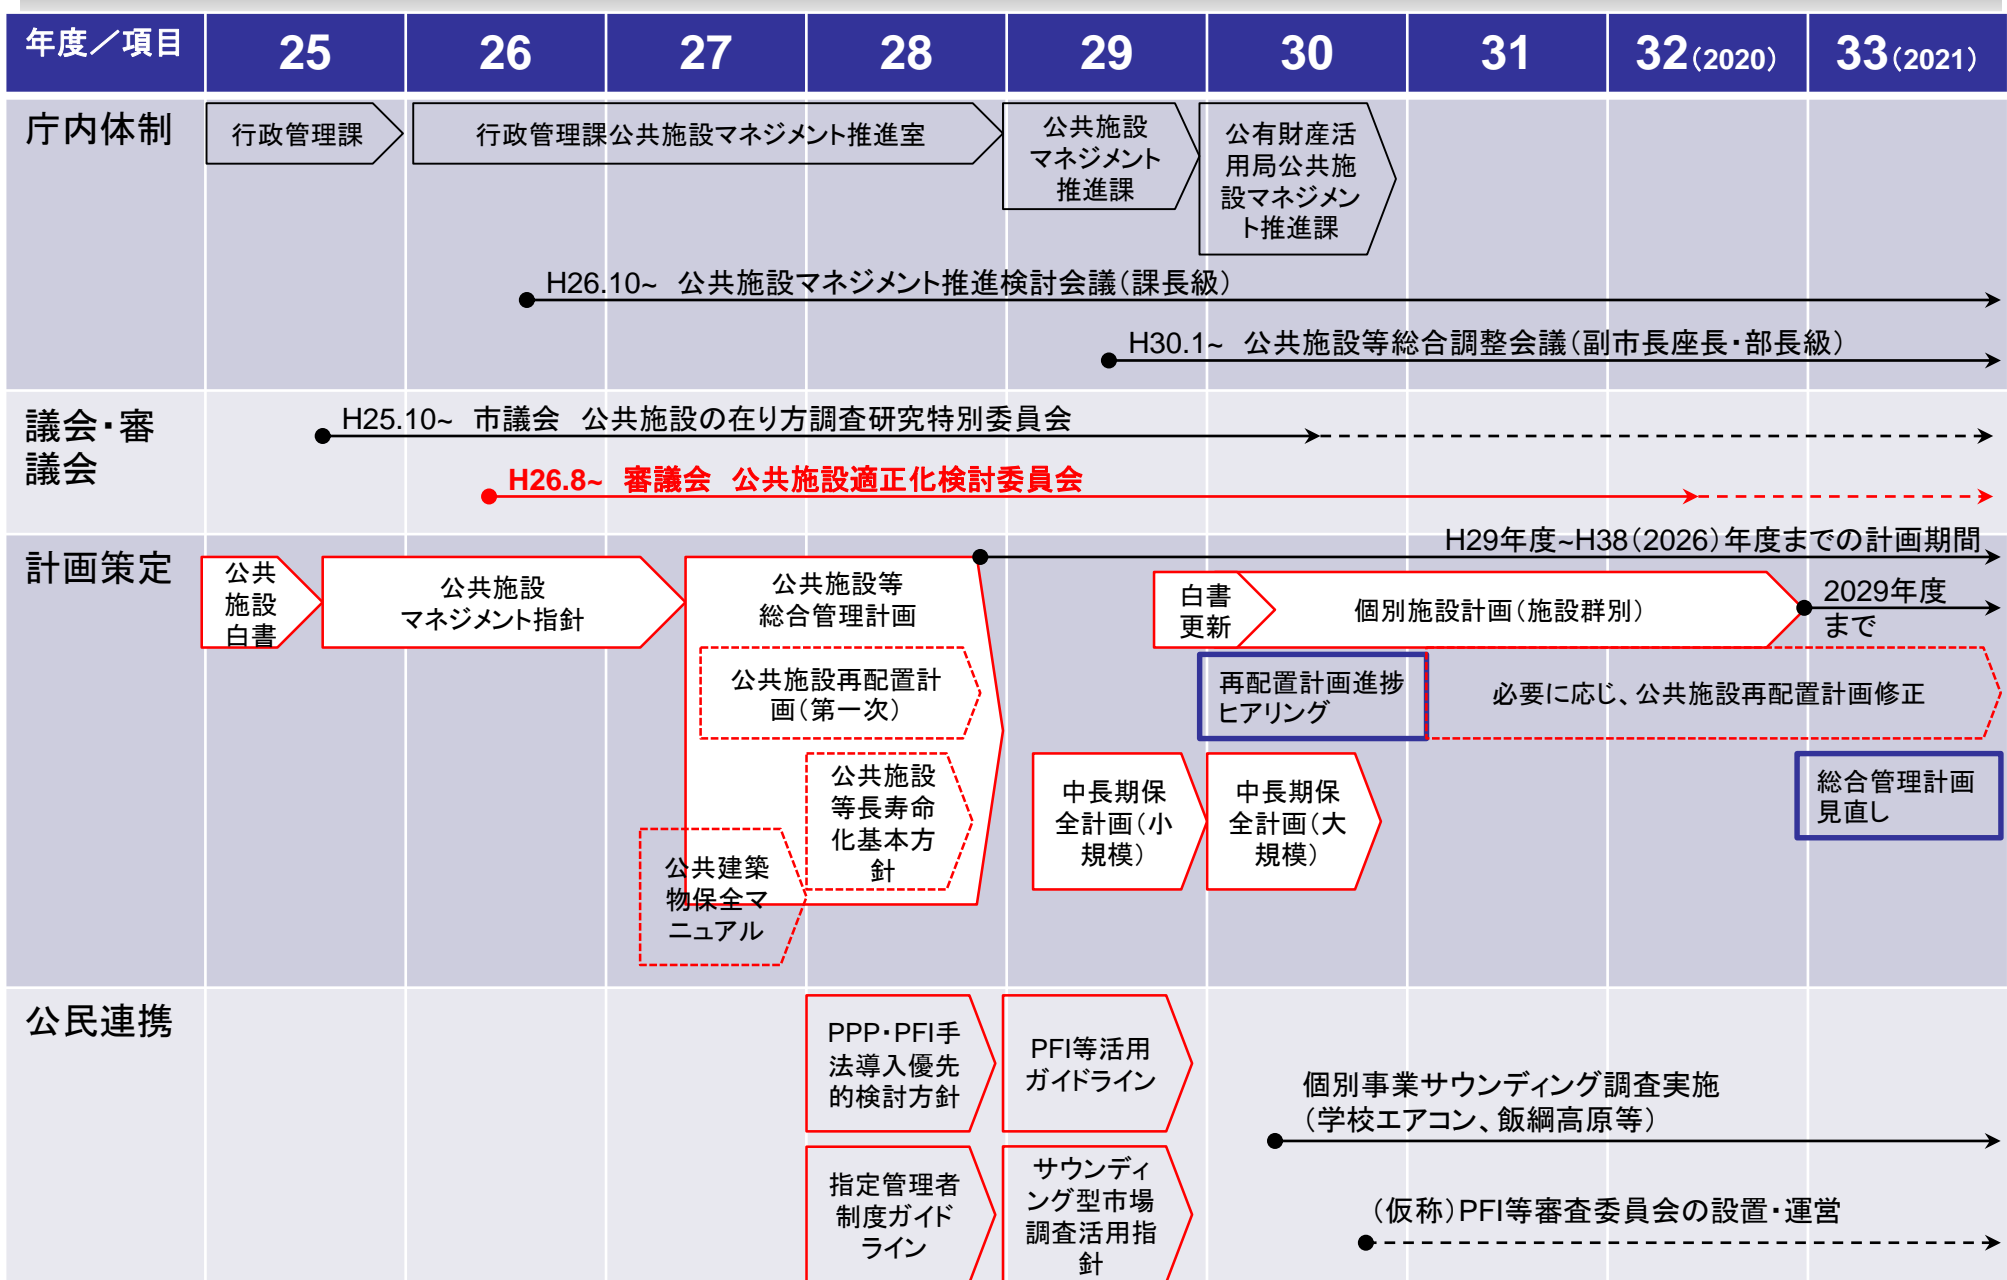 年度／項目
25
26
27
28
29
30
31
32（2020）
33（2021）
庁内体制
行政管理課
行政管理課公共施設マネジメント推進室
公共施設
マネジメント
推進課
公有財産活
用局公共施
設マネジメン
ト推進課
H26.10~　公共施設マネジメント推進検討会議（課長級）
H30.1~　公共施設等総合調整会議（副市長座長・部長級）
議会・審
議会
H25.10~　市議会　公共施設の在り方調査研究特別委員会
H26.8~　審議会　公共施設適正化検討委員会
計画策定
公共
施設
白書
公共施設
マネジメント指針
公共施設等
総合管理計画
H29年度~H38（2026）年度までの計画期間
白書
更新
個別施設計画（施設群別）
2029年度
まで
公共施設再配置計
画（第一次）
再配置計画進捗
ヒアリング
必要に応じ、公共施設再配置計画修正
公共施設
等長寿命
化基本方
針
公共建築
物保全マ
ニュアル
中長期保
全計画（小
規模）
中長期保
全計画（大
規模）
総合管理計画
見直し
公民連携
PPP・PFI手
法導入優先
的検討方針
PFI等活用
ガイドライン
個別事業サウンディング調査実施
（学校エアコン、飯綱高原等）
指定管理者
制度ガイド
ライン
サウンディ
ング型市場
調査活用指
針
（仮称）PFI等審査委員会の設置・運営